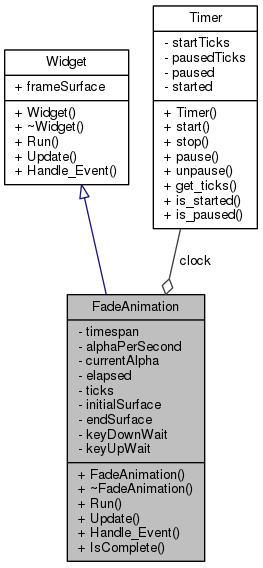 Widget
+ frameSurface
+ Widget()
+ ~Widget()
+ Run()
+ Update()
+ Handle_Event()
Timer
- startTicks
- pausedTicks
- paused
- started
+ Timer()
+ start()
+ stop()
+ pause()
+ unpause()
+ get_ticks()
+ is_started()
+ is_paused()
clock
FadeAnimation
- timespan
- alphaPerSecond
- currentAlpha
- elapsed
- ticks
- initialSurface
- endSurface
- keyDownWait
- keyUpWait
+ FadeAnimation()
+ ~FadeAnimation()
+ Run()
+ Update()
+ Handle_Event()
+ IsComplete()